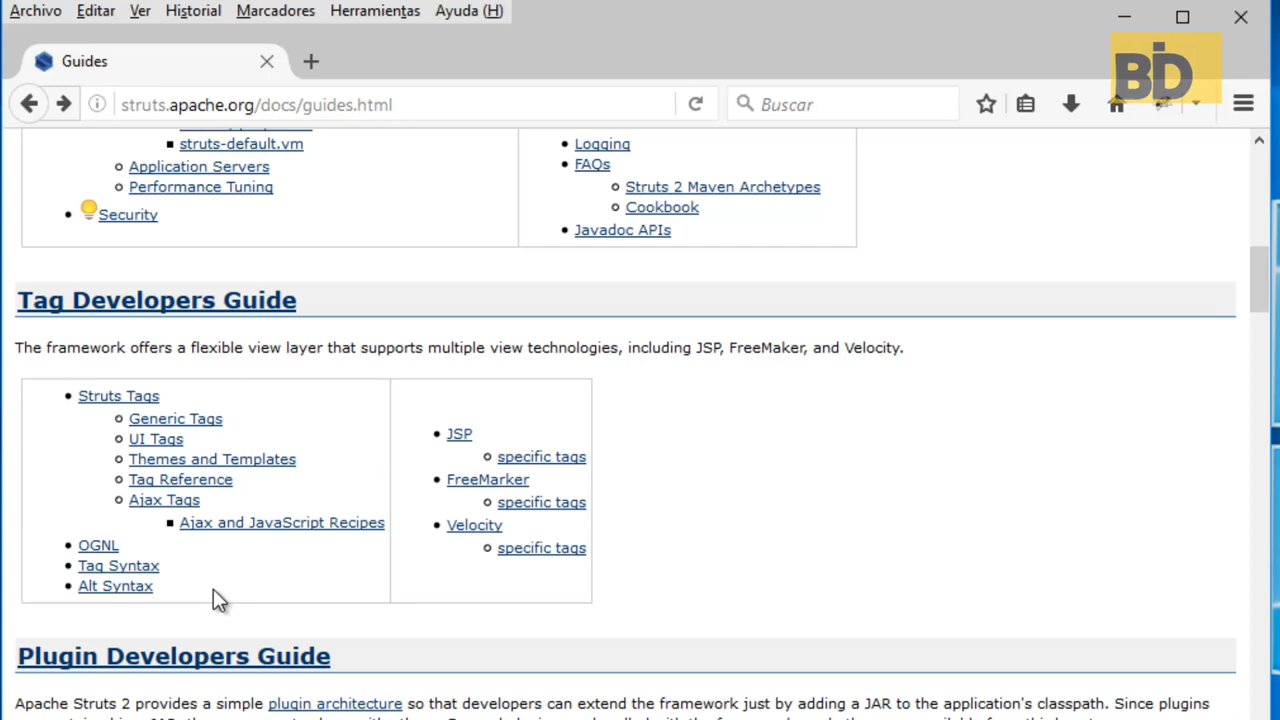 Archivo Editar Ver Historial Marcadores Herramientas Ayuda (H)
BID
Guides
struts.apache.org/docs/guides.html
Buscar
struts-default.vm
Application Servers
Performance Tuning
Security
Logging
FAQs
Struts 2 Maven Archetypes
Cookbook
Javadoc APIs
Tag Developers Guide
The framework offers a flexible view layer that supports multiple view technologies, including JSP, FreeMaker, and Velocity.
Struts Tags
Generic Tags
UI Tags
Themes and Templates
Tag Reference
Ajax Tags
Ajax and JavaScript Recipes
OGNL
Tag Syntax
Alt Syntax
JSP
specific tags
FreeMarker
specific tags
Velocity
specific tags
Plugin Developers Guide
Apache Struts 2 provides a simple plugin architecture so that developers can extend the framework just by adding a JAR to the application's classpath. Since plugins